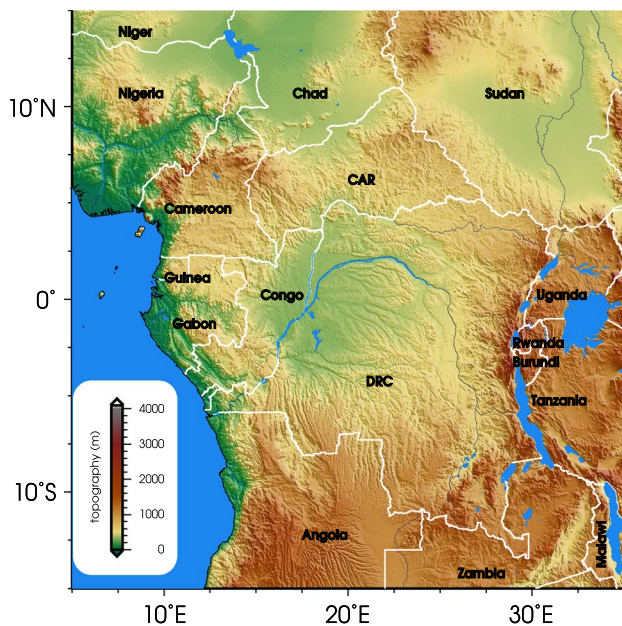 Niger
Nigeria
Chad
Sudan
10°N
CAR
Cameroon
Guinea
Congo
Uganda
0°
Gabon
Rwanda
Burundi
DRC
Tanzania
topography (m)
4000
3000
2000
1000
0
10°S
Angola
Malawi
Zambia
10°E
20°E
30°E